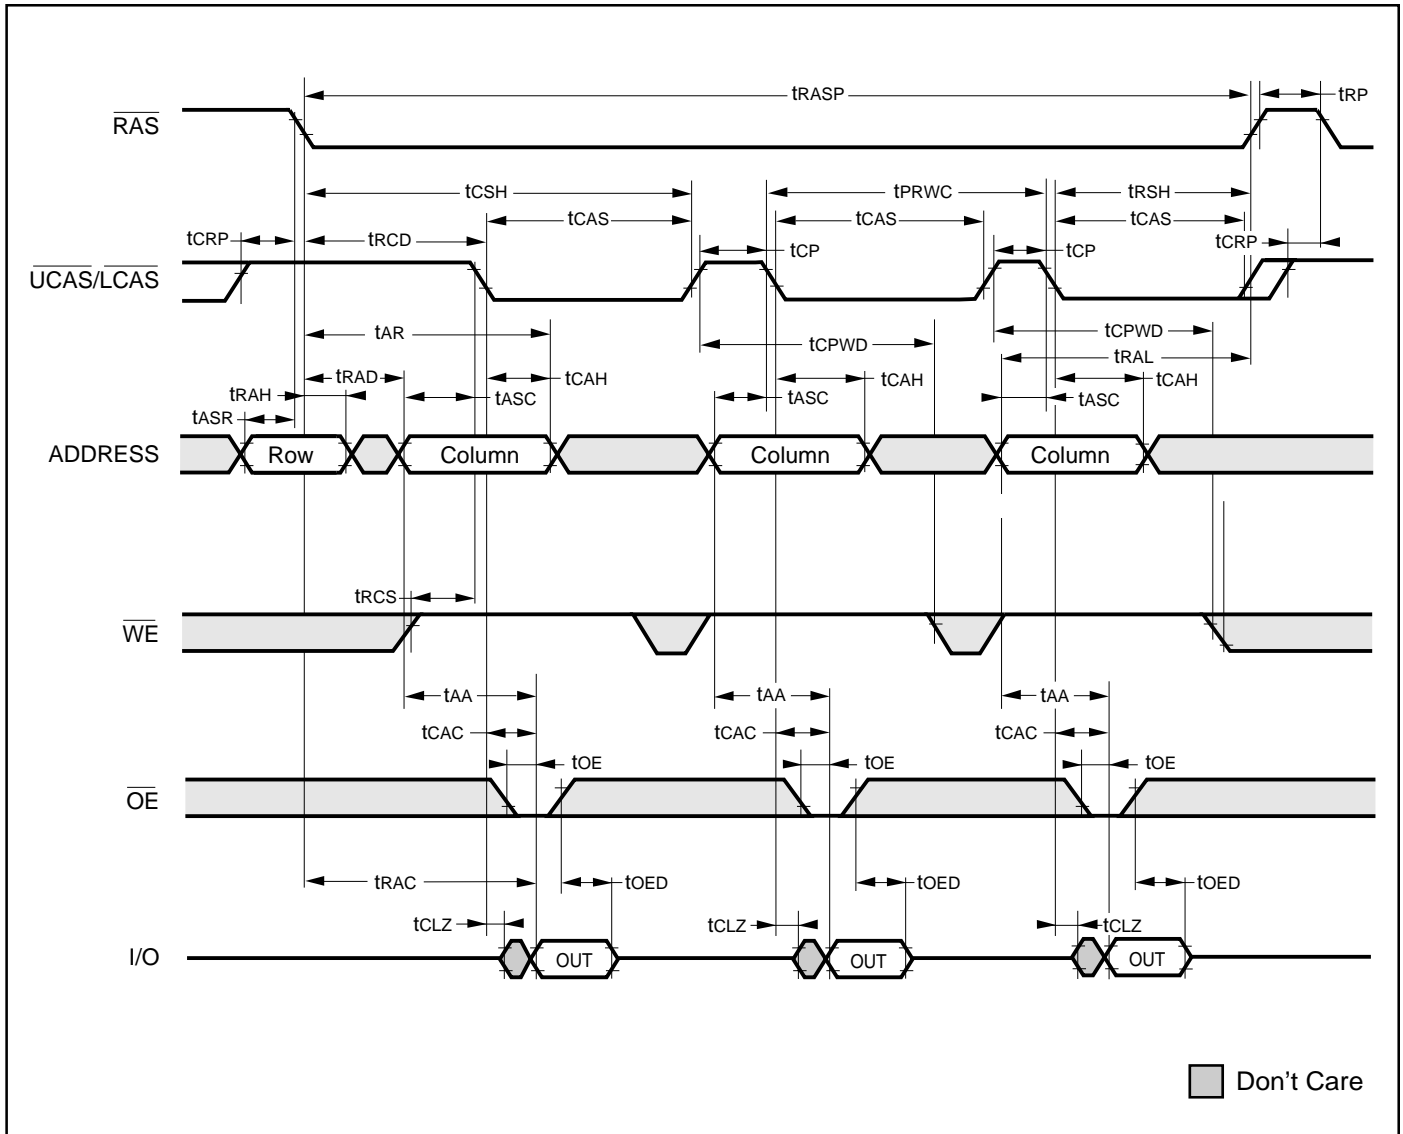 tRASP
tRP
RAS
tCSH
tPRWC
tRSH
tCAS
tCAS
tCAS
tCRP
tRCD
tCP
tCP
tCRP
UCAS/LCAS
tAR
tCPWD
tCPWD
tRAL
tRAD
tCAH
tCAH
tCAH
tRAH
tASC
tASC
tASC
tASR
ADDRESS
Row
Column
Column
Column
tRCS
WE
tAA
tAA
tAA
tCAC
tCAC
tCAC
tOE
tOE
tOE
OE
tRAC
tOED
tOED
tOED
tCLZ
tCLZ
tCLZ
I/O
OUT
OUT
OUT
Don't Care